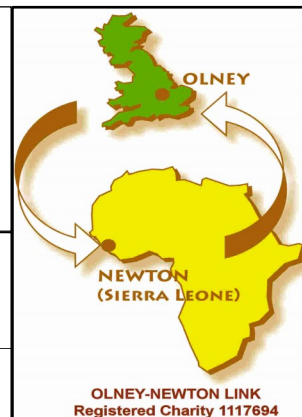 OLNEY
NEWTON
(SIERRA LEONE)
OLNEY-NEWTON LINK
Registered Charity 1117694